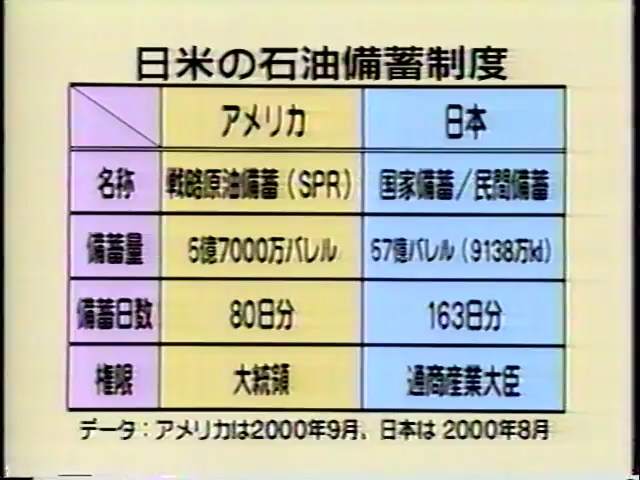 日米の石油備蓄制度
アメリカ 日本
名称 戦略原油備蓄(SPR) 国家備蓄/民間備蓄
備蓄量 5億7000万バレル 57億バレル(9138万kl)
備蓄日数 80日分 163日分
権限 大統領 通商産業大臣
データ:アメリカは2000年9月、日本は 2000年8月